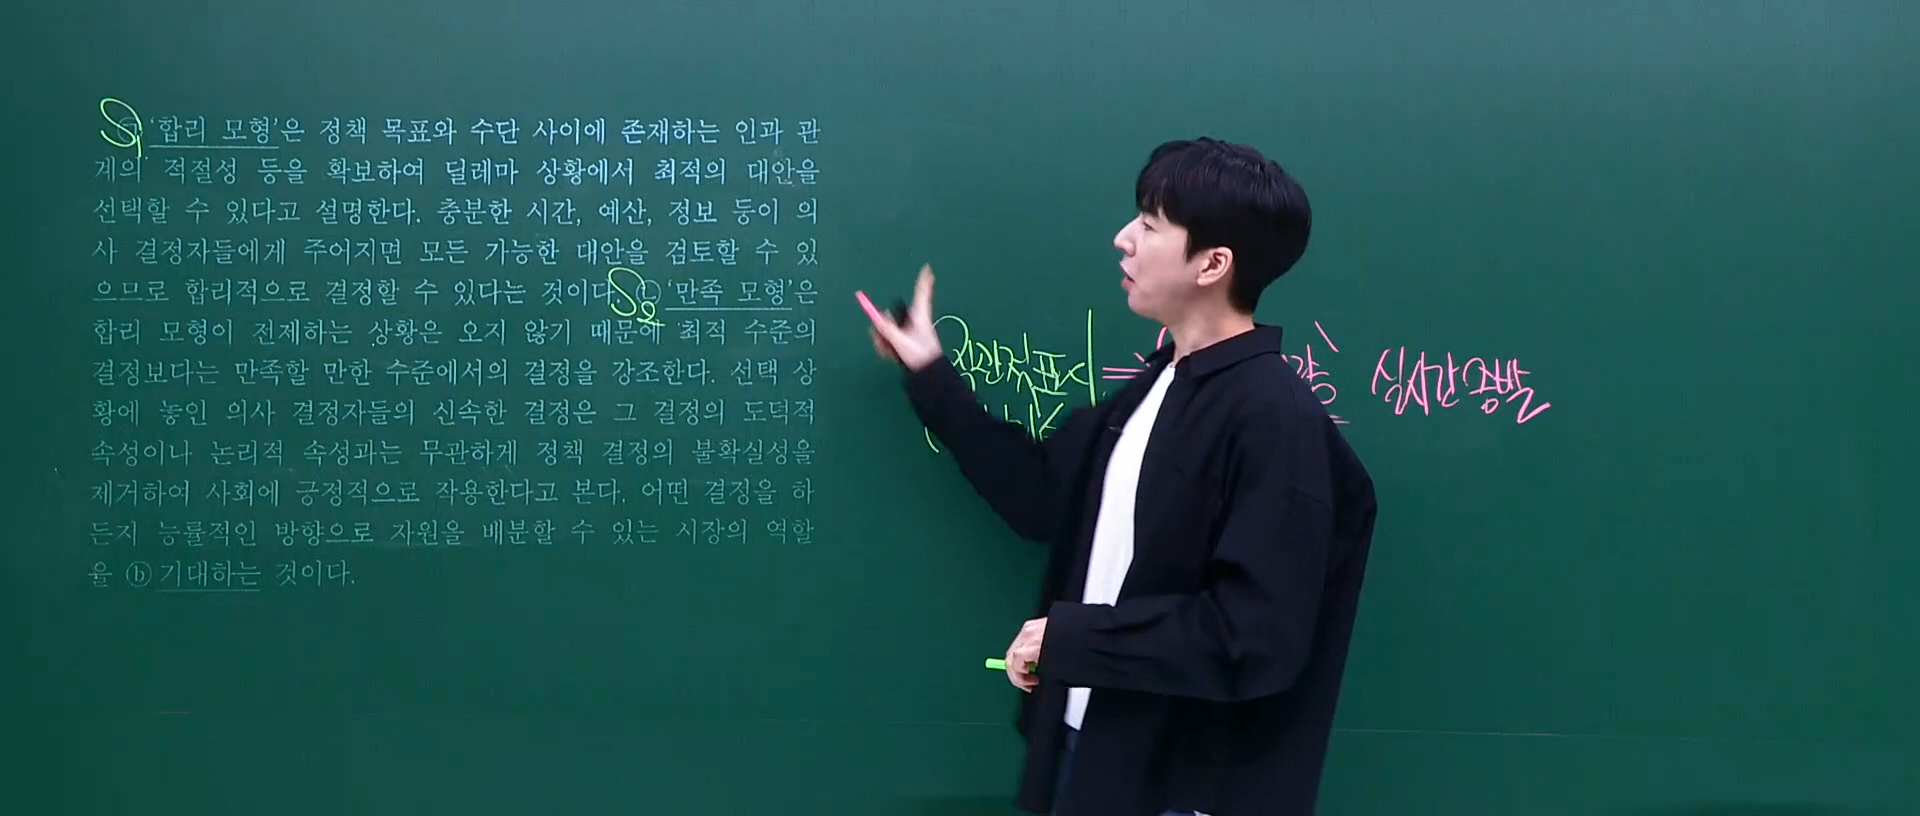 ㉠ '합리 모형'은 정책 목표와 수단 사이에 존재하는 인과 관
계의 적절성 등을 확보하여 딜레마 상황에서 최적의 대안을
선택할 수 있다고 설명한다. 충분한 시간, 예산, 정보 등이 의
사 결정자들에게 주어지면 모든 가능한 대안을 검토할 수 있
으므로 합리적으로 결정할 수 있다는 것이다. ㉡ '만족 모형'은
합리 모형이 전제하는 상황은 오지 않기 때문에 최적 수준의
결정보다는 만족할 만한 수준에서의 결정을 강조한다. 선택 상
황에 놓인 의사 결정자들의 신속한 결정은 그 결정의 도덕적
속성이나 논리적 속성과는 무관하게 정책 결정의 불확실성을
제거하여 사회에 긍정적으로 작용한다고 본다. 어떤 결정을 하
든지 능률적인 방향으로 자원을 배분할 수 있는 시장의 역할
을 ⓑ 기대하는 것이다.
S1
S2
직관적 표시 =
실시간 증발